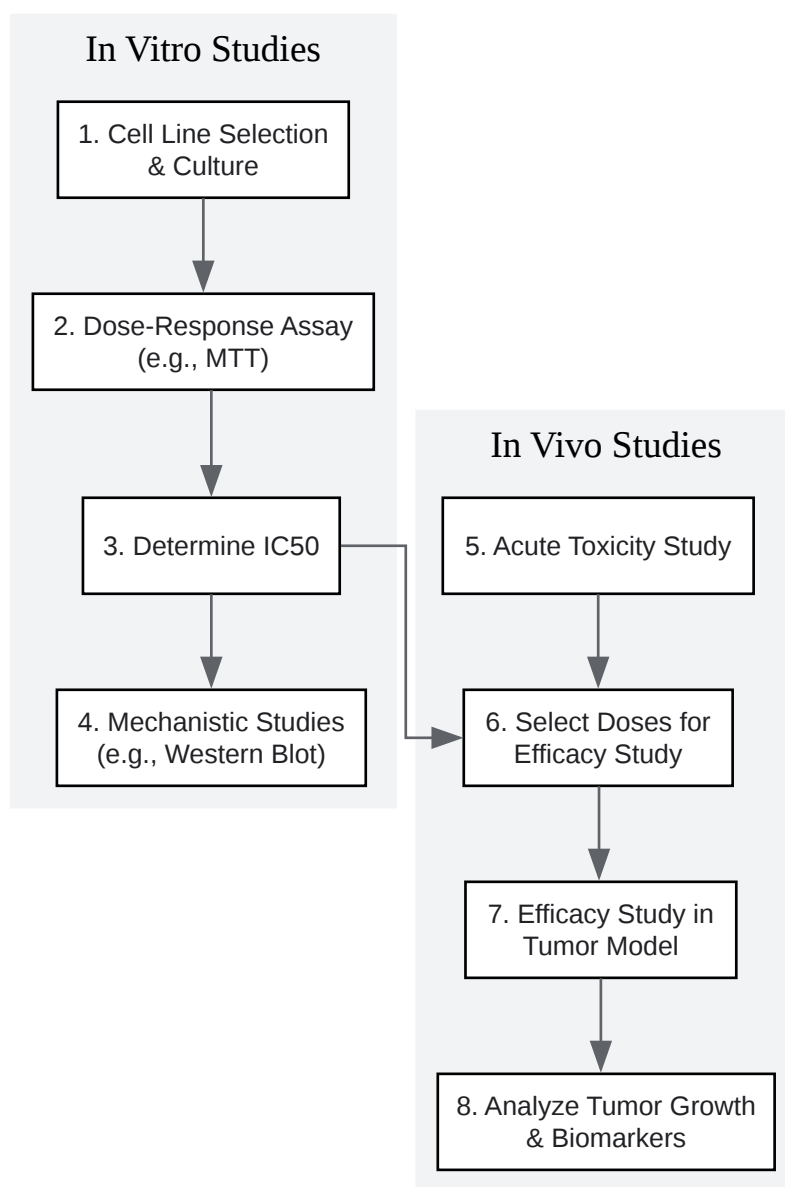 In Vitro Studies
1. Cell Line Selection
& Culture
2. Dose-Response Assay
(e.g., MTT)
3. Determine IC50
4. Mechanistic Studies
(e.g., Western Blot)
In Vivo Studies
5. Acute Toxicity Study
6. Select Doses for
Efficacy Study
7. Efficacy Study in
Tumor Model
8. Analyze Tumor Growth
& Biomarkers